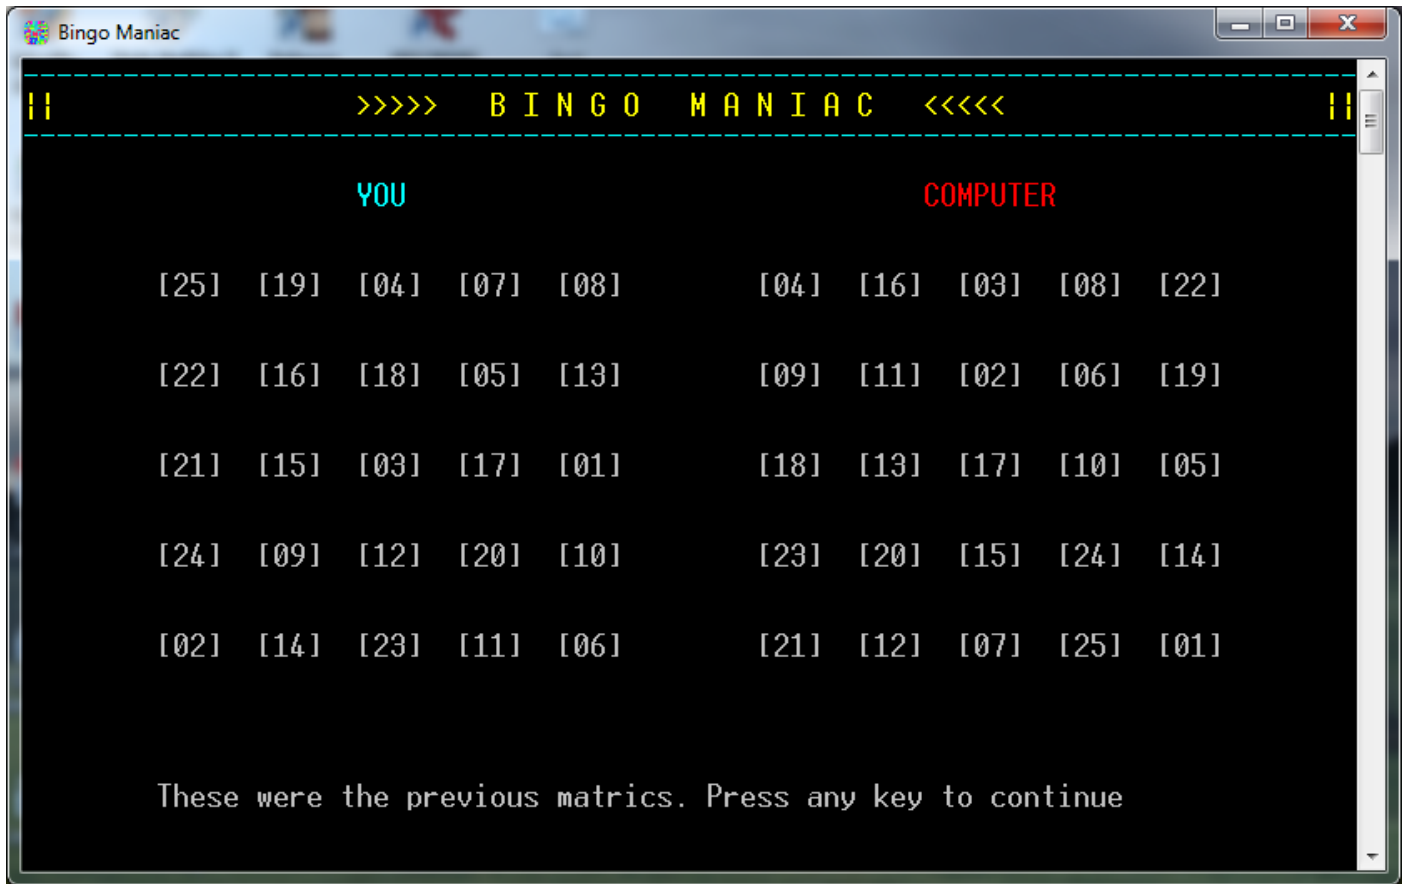 Bingo Maniac
|| >>>>> B I N G O   M A N I A C <<<<< ||
YOU COMPUTER
[25] [19] [04] [07] [08] [04] [16] [03] [08] [22]
[22] [16] [18] [05] [13] [09] [11] [02] [06] [19]
[21] [15] [03] [17] [01] [18] [13] [17] [10] [05]
[24] [09] [12] [20] [10] [23] [20] [15] [24] [14]
[02] [14] [23] [11] [06] [21] [12] [07] [25] [01]
These were the previous matrics. Press any key to continue